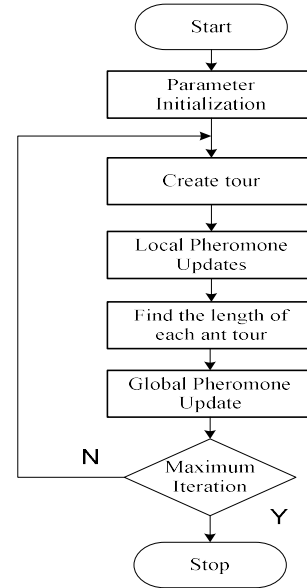 Start
Parameter
Initialization
Create tour
Local Pheromone
Updates
Find the length of
each ant tour
Global Pheromone
Update
N
Maximum
Iteration
Y
Stop